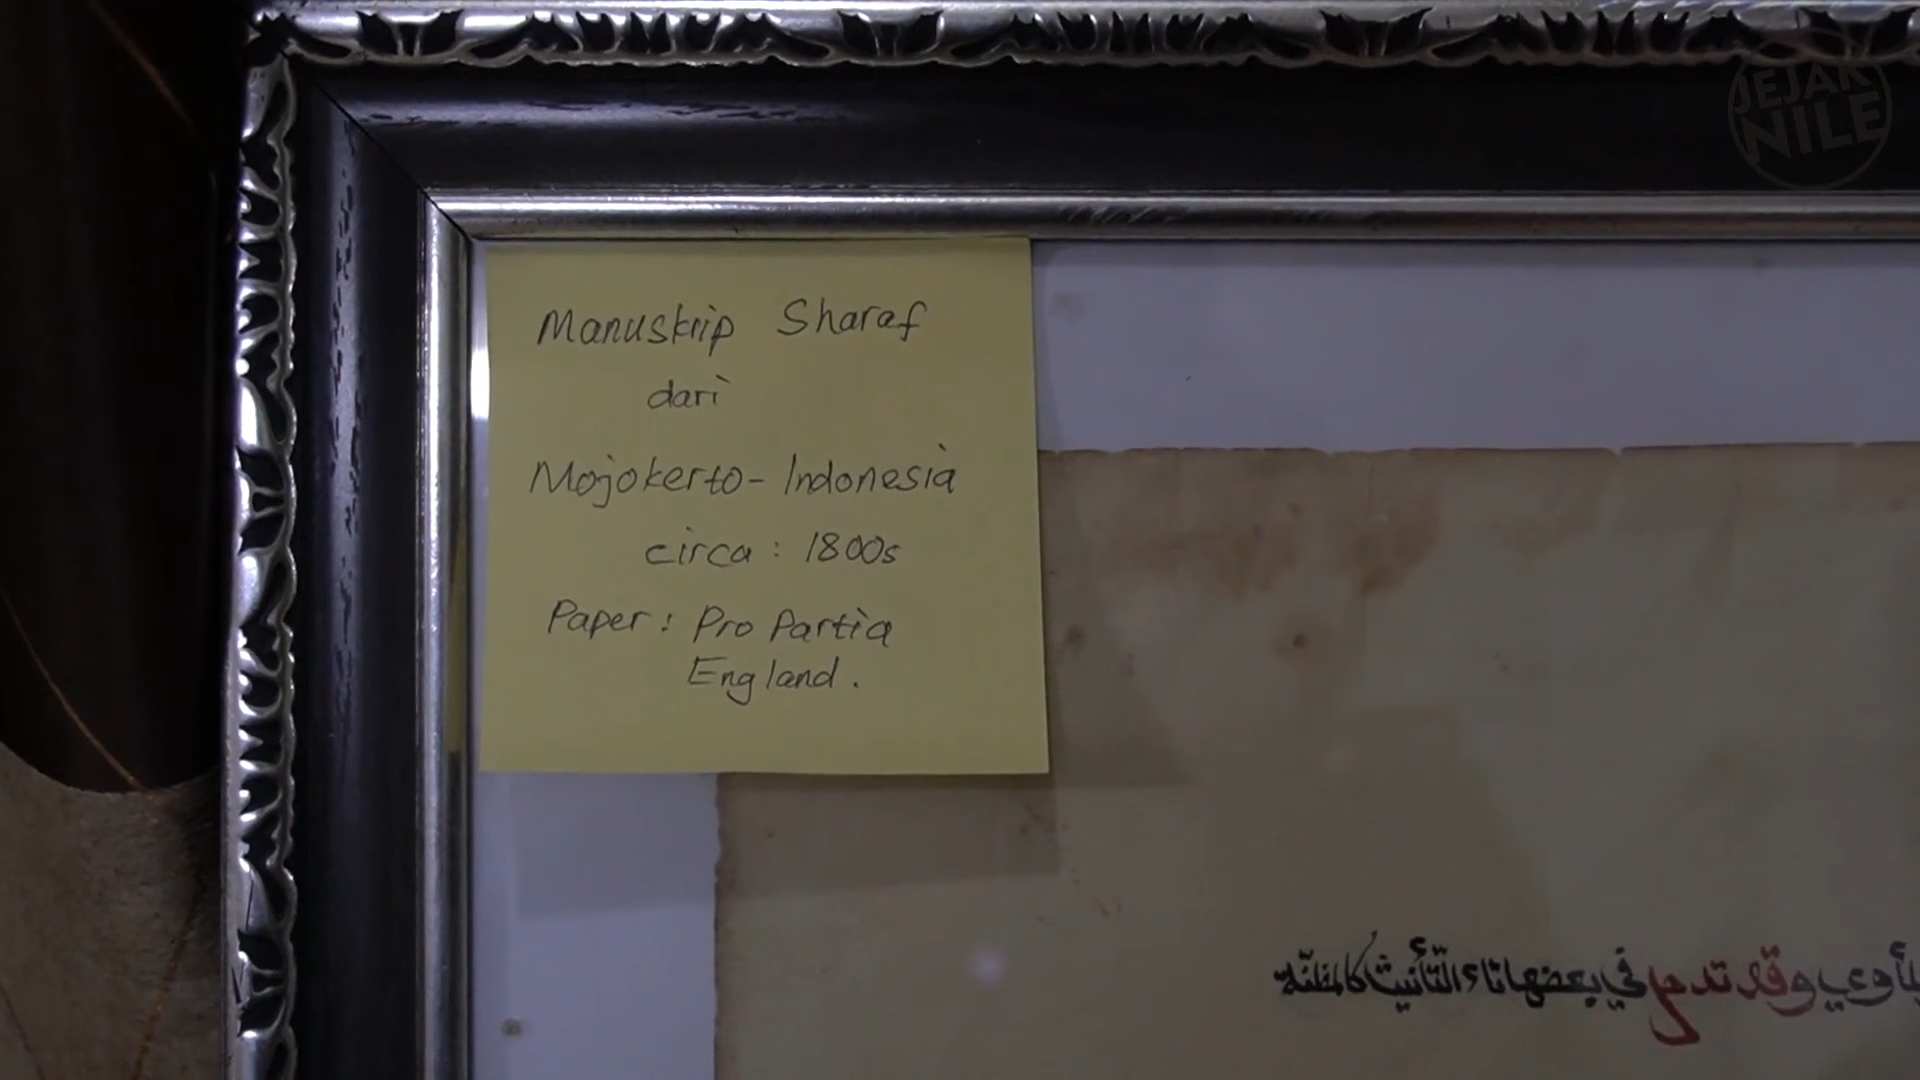 JEJAK
NILE
Manuskrip Sharaf
dari
Mojokerto - Indonesia
circa : 1800s
Paper : Pro Partia
England.
وقد تدخل في بعضها تاء التأنيث كالمظنّة